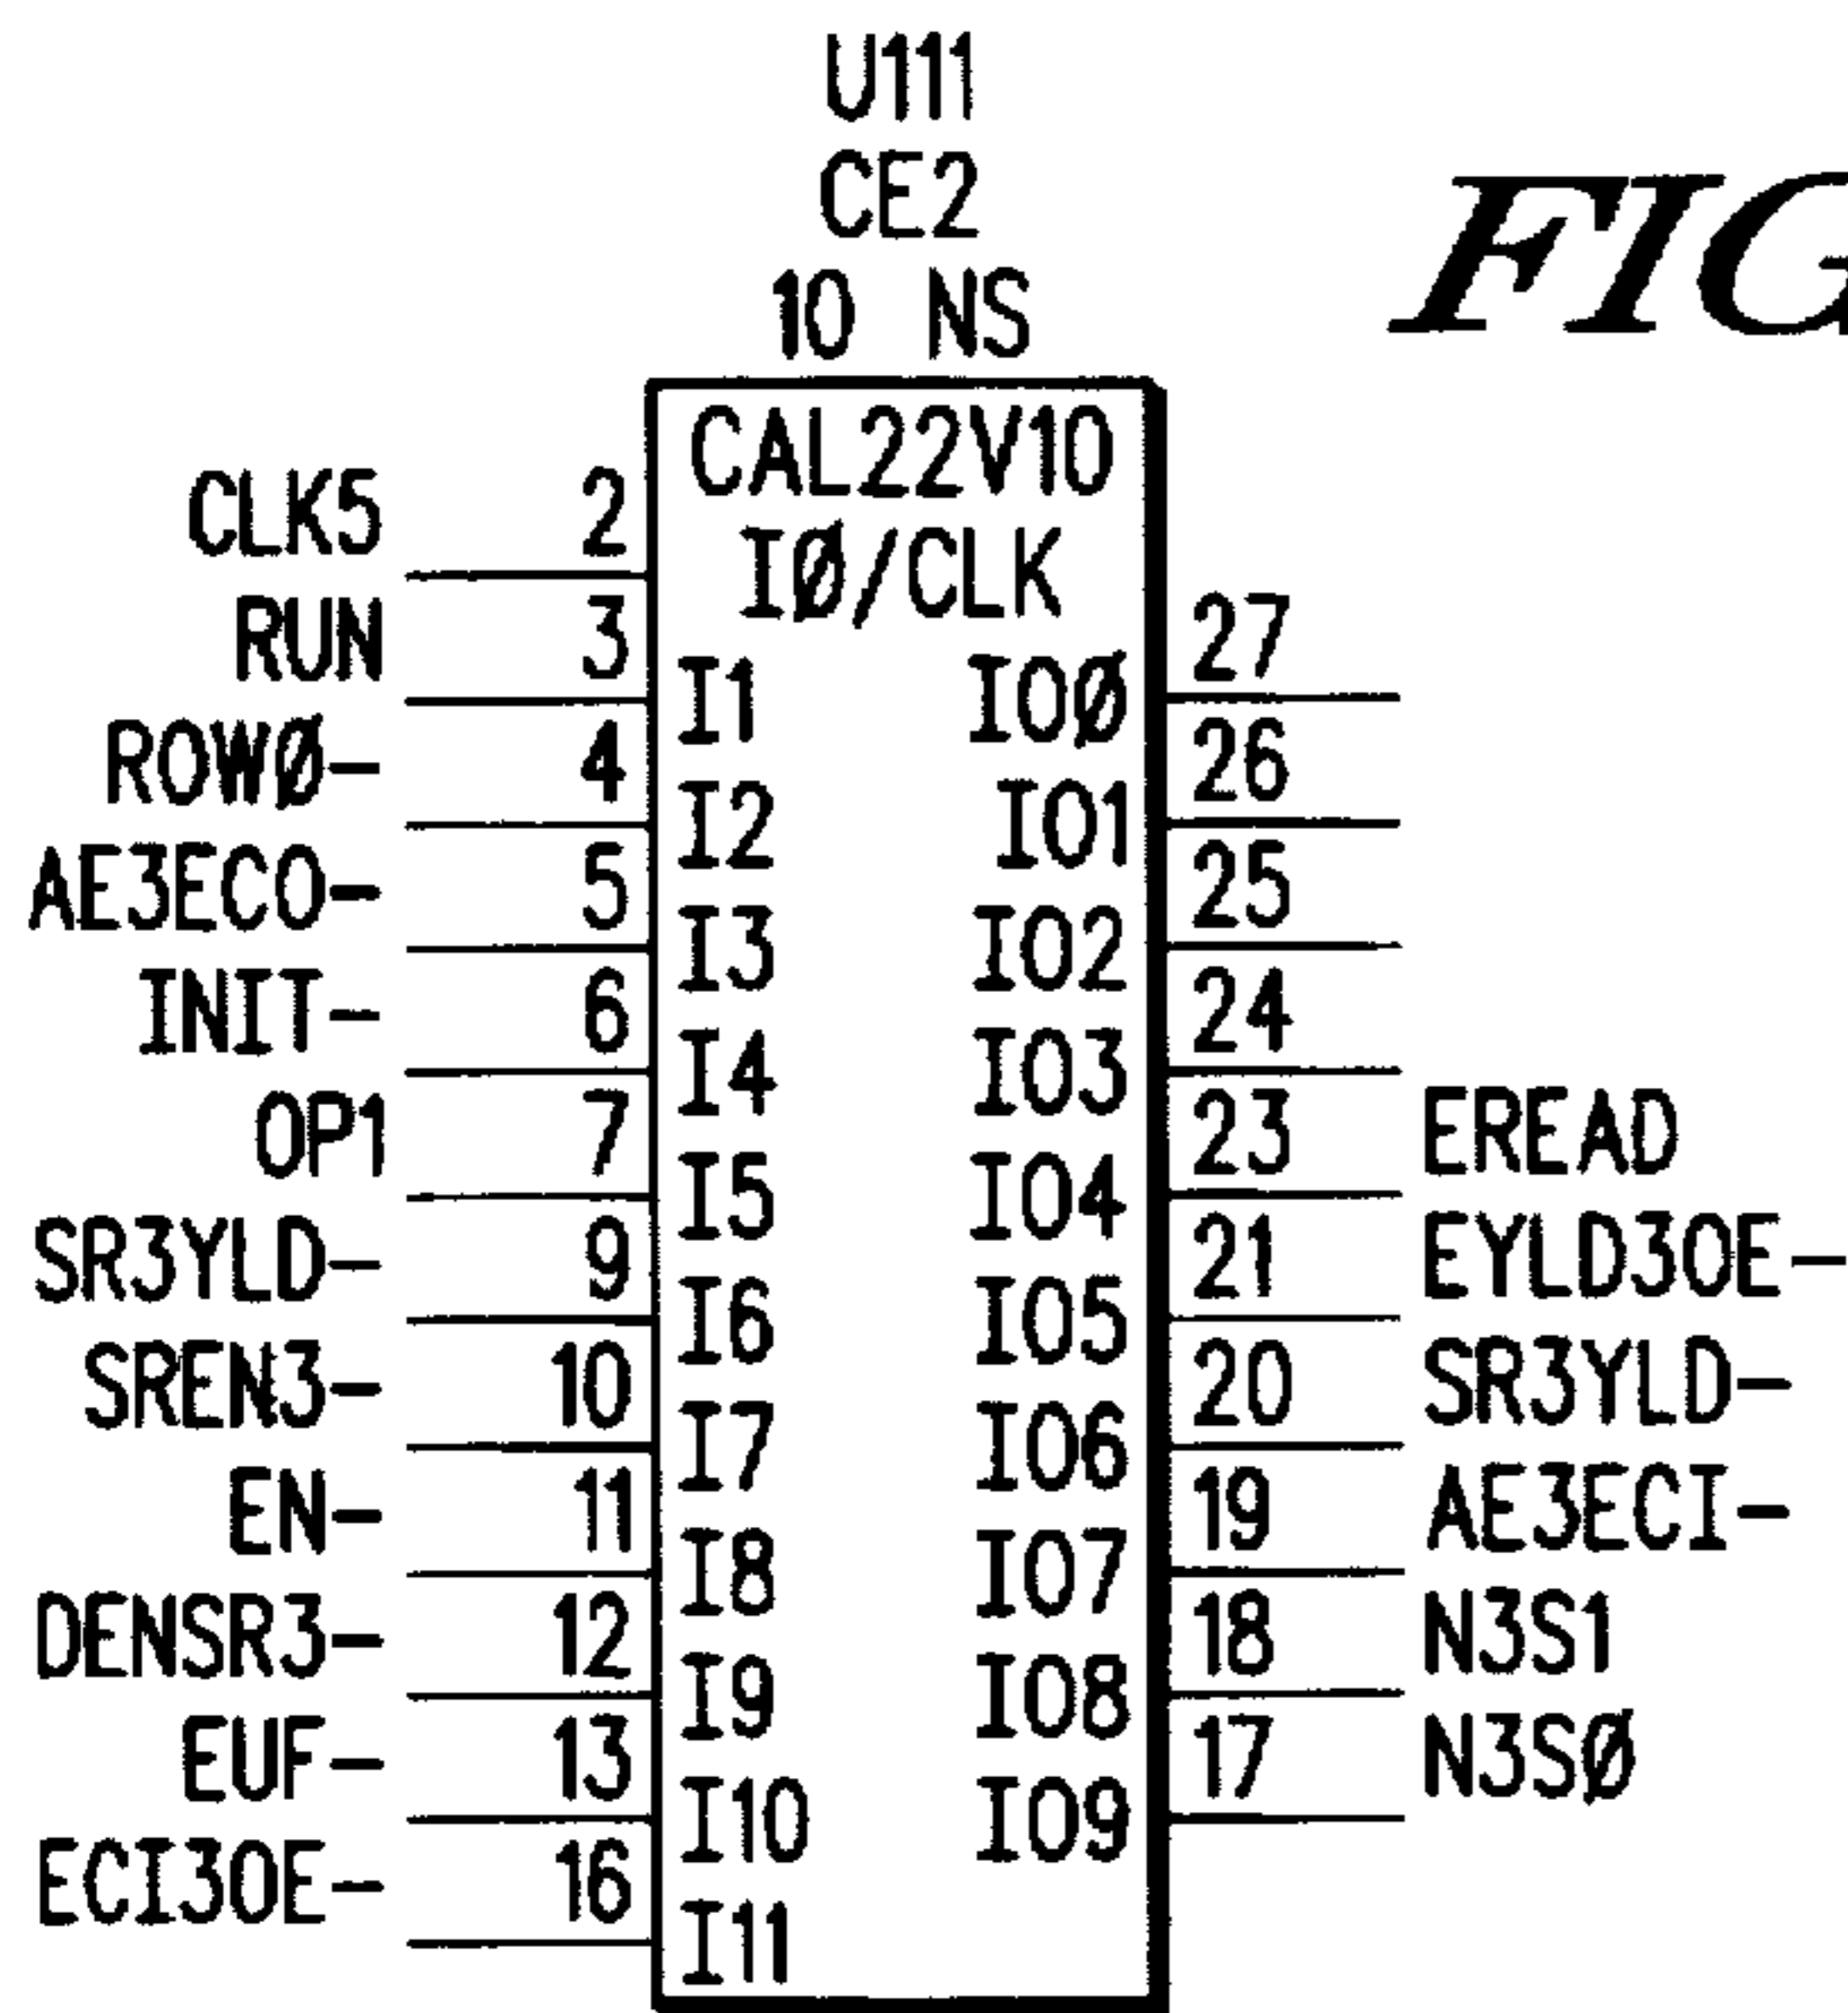 U111
CE2
10 NS
FIG
CAL22V10
CLK5 2 IØ/CLK
RUN 3 I1 IOØ 27
ROWØ- 4 I2 IO1 26
AE3ECO- 5 I3 IO2 25
INIT- 6 I4 IO3 24
OP1 7 I5 IO4 23 EREAD
SR3YLD- 9 I6 IO5 21 EYLD3OE-
SREN3- 10 I7 IO6 20 SR3YLD-
EN- 11 I8 IO7 19 AE3ECI-
DENSR3- 12 I9 IO8 18 N3S1
EUF- 13 I10 IO9 17 N3SØ
ECI3OE- 16 I11